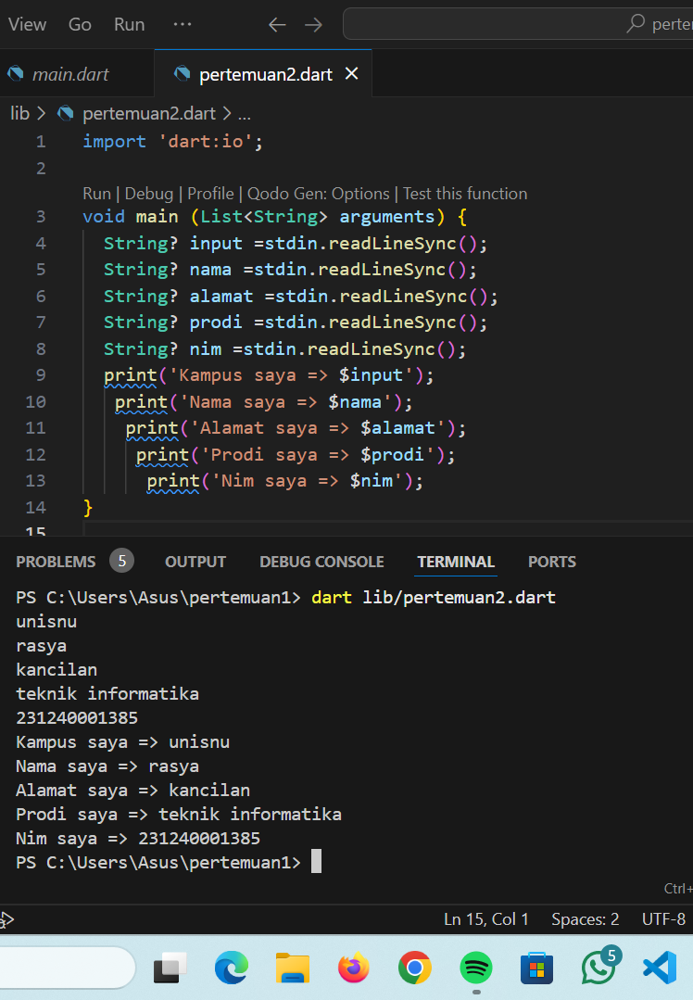 View Go Run ··· perte
main.dart pertemuan2.dart
lib > pertemuan2.dart > ...
1 import 'dart:io';
2
Run | Debug | Profile | Qodo Gen: Options | Test this function
3 void main (List<String> arguments) {
4 String? input =stdin.readLineSync();
5 String? nama =stdin.readLineSync();
6 String? alamat =stdin.readLineSync();
7 String? prodi =stdin.readLineSync();
8 String? nim =stdin.readLineSync();
9 print('Kampus saya => $input');
10 print('Nama saya => $nama');
11 print('Alamat saya => $alamat');
12 print('Prodi saya => $prodi');
13 print('Nim saya => $nim');
14 }
15
PROBLEMS 5 OUTPUT DEBUG CONSOLE TERMINAL PORTS
PS C:\Users\Asus\pertemuan1> dart lib/pertemuan2.dart
unisnu
rasya
kancilan
teknik informatika
231240001385
Kampus saya => unisnu
Nama saya => rasya
Alamat saya => kancilan
Prodi saya => teknik informatika
Nim saya => 231240001385
PS C:\Users\Asus\pertemuan1>
Ctrl+
Ln 15, Col 1 Spaces: 2 UTF-8
5